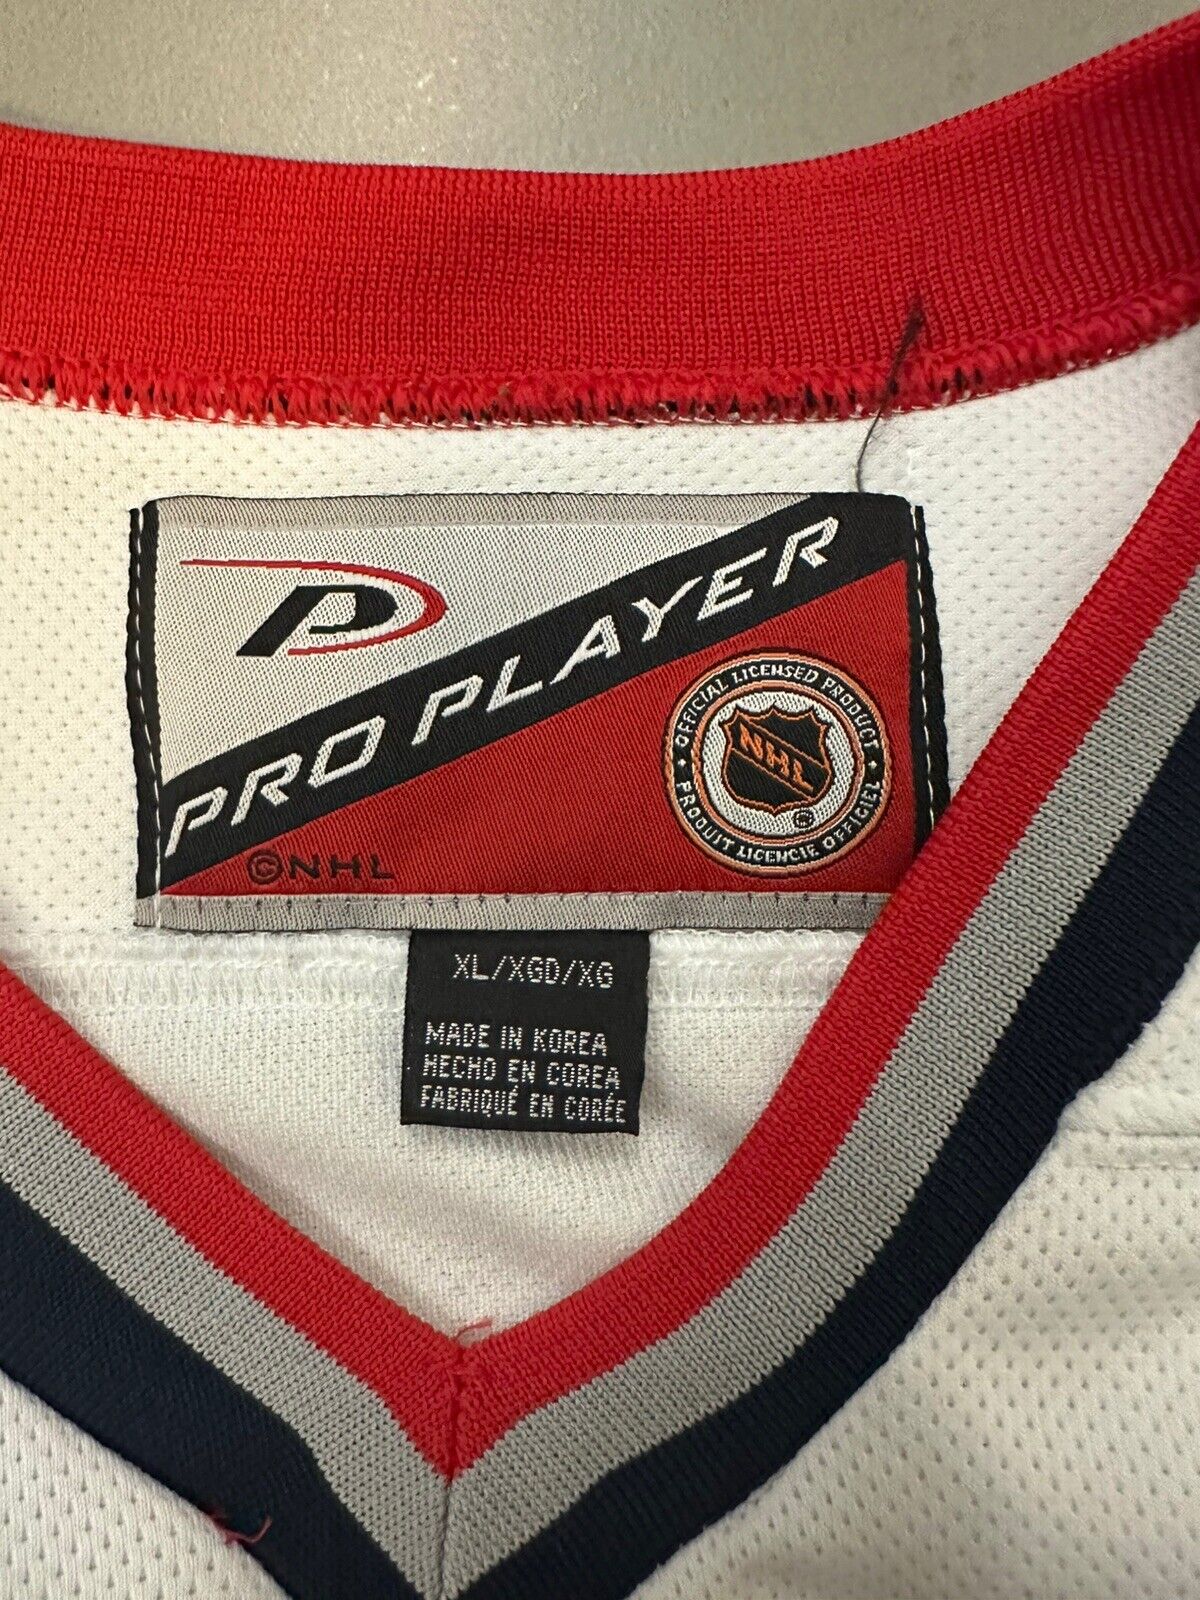 PRO PLAYER
©NHL
OFFICIAL LICENSED PRODUCT
NHL
©
PRODUIT LICENCIE OFFICIEL
XL/XGD/XG
MADE IN KOREA
HECHO EN COREA
FABRIQUÉ EN CORÉE